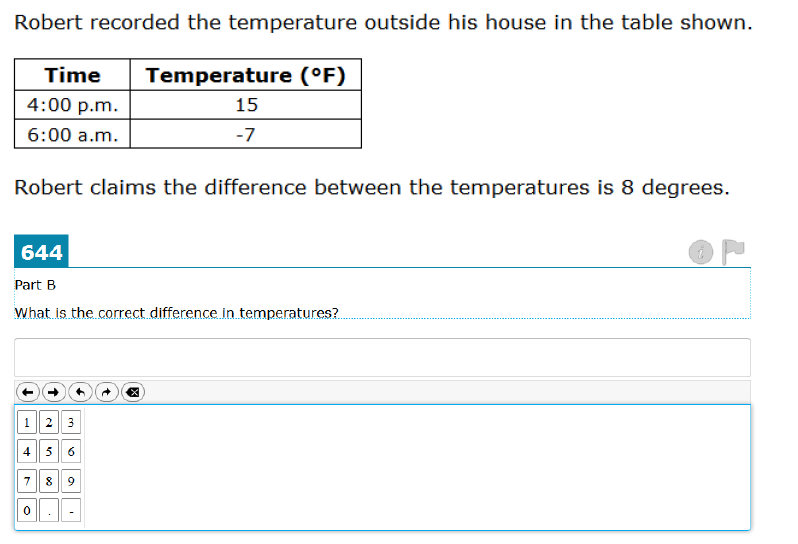 Robert recorded the temperature outside his house in the table shown.
Time Temperature (°F)
4:00 p.m. 15
6:00 a.m. -7
Robert claims the difference between the temperatures is 8 degrees.
644
i
Part B
What is the correct difference in temperatures?
1 2 3
4 5 6
7 8 9
0 . -